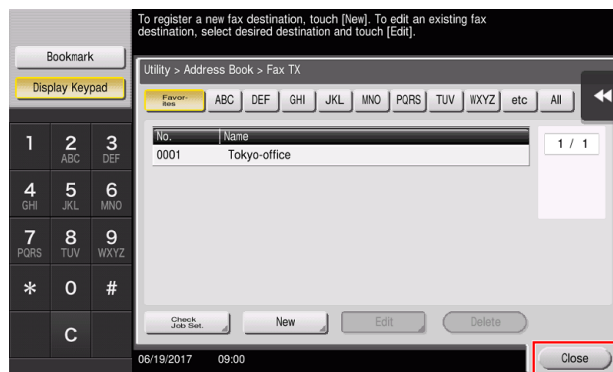 To register a new fax destination, touch [New]. To edit an existing fax
destination, select desired destination and touch [Edit].
Bookmark
Display Keypad
Utility > Address Book > Fax TX
Favor-
ites
ABC DEF GHI JKL MNO PQRS TUV WXYZ etc All
No. Name
0001 Tokyo-office
1 / 1
1 2 3
ABC DEF
4 5 6
GHI JKL MNO
7 8 9
PQRS TUV WXYZ
* 0 #
C
Check
Job Set.
New Edit Delete
06/19/2017 09:00
Close